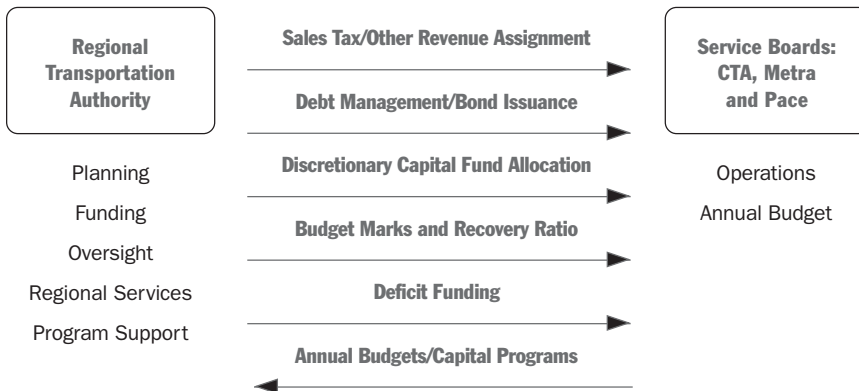 Regional
Transportation
Authority
Planning
Funding
Oversight
Regional Services
Program Support
Sales Tax/Other Revenue Assignment
Debt Management/Bond Issuance
Discretionary Capital Fund Allocation
Budget Marks and Recovery Ratio
Deficit Funding
Annual Budgets/Capital Programs
Service Boards:
CTA, Metra
and Pace
Operations
Annual Budget